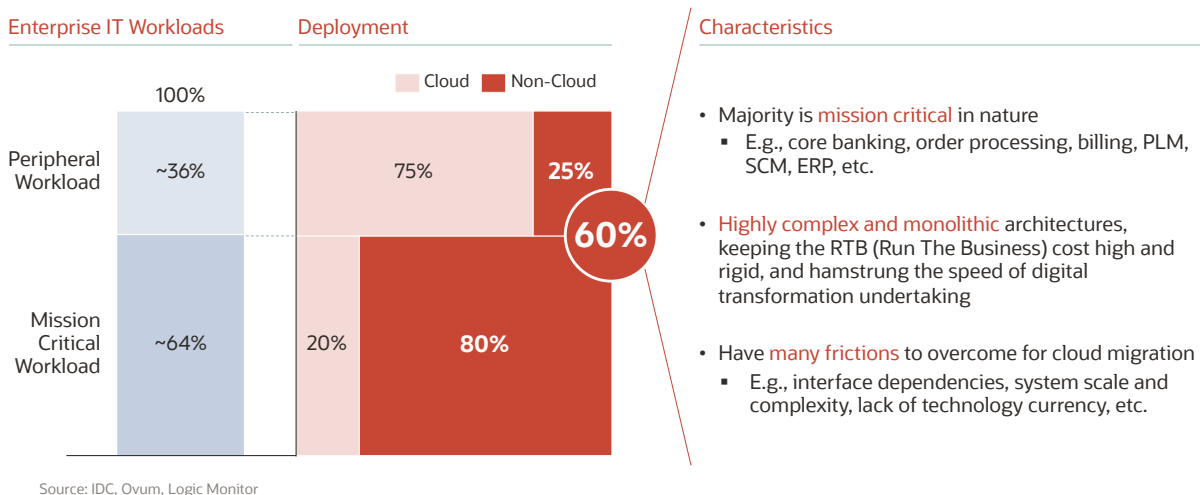 Enterprise IT Workloads
Deployment
Characteristics
Cloud
Non-Cloud
100%
Peripheral
Workload
~36%
75%
25%
60%
Mission
Critical
Workload
~64%
20%
80%
• Majority is mission critical in nature
▪ E.g., core banking, order processing, billing, PLM,
SCM, ERP, etc.
• Highly complex and monolithic architectures,
keeping the RTB (Run The Business) cost high and
rigid, and hamstrung the speed of digital
transformation undertaking
• Have many frictions to overcome for cloud migration
▪ E.g., interface dependencies, system scale and
complexity, lack of technology currency, etc.
Source: IDC, Ovum, Logic Monitor